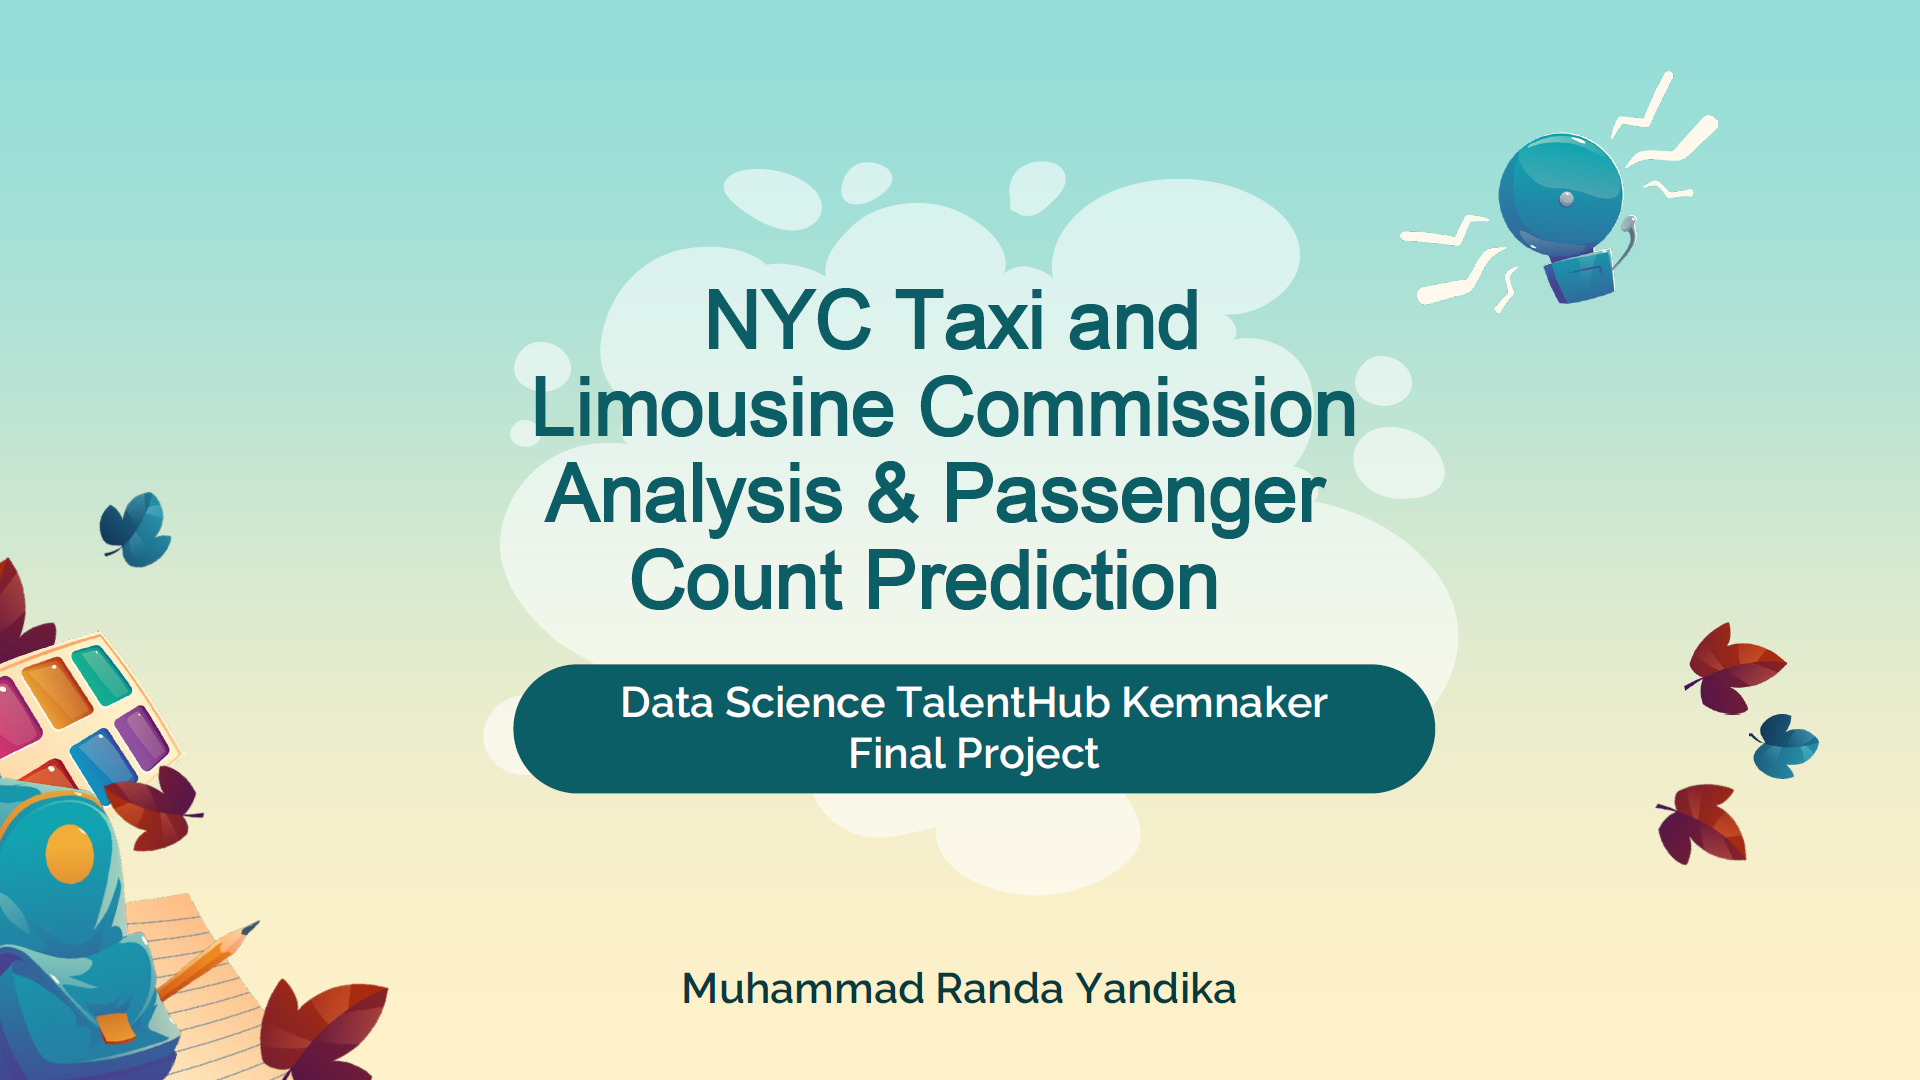 NYC Taxi and
Limousine Commission
Analysis & Passenger
Count Prediction
Data Science TalentHub Kemnaker
Final Project
Muhammad Randa Yandika